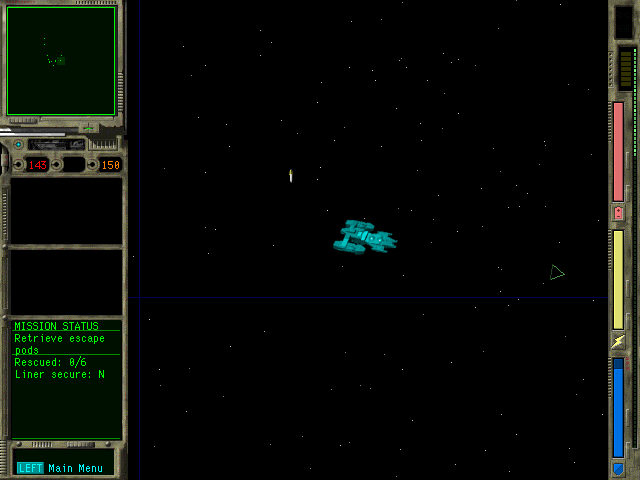 143 150
MISSION STATUS
Retrieve escape
pods
Rescued: 0/6
Liner secure: N
LEFT Main Menu